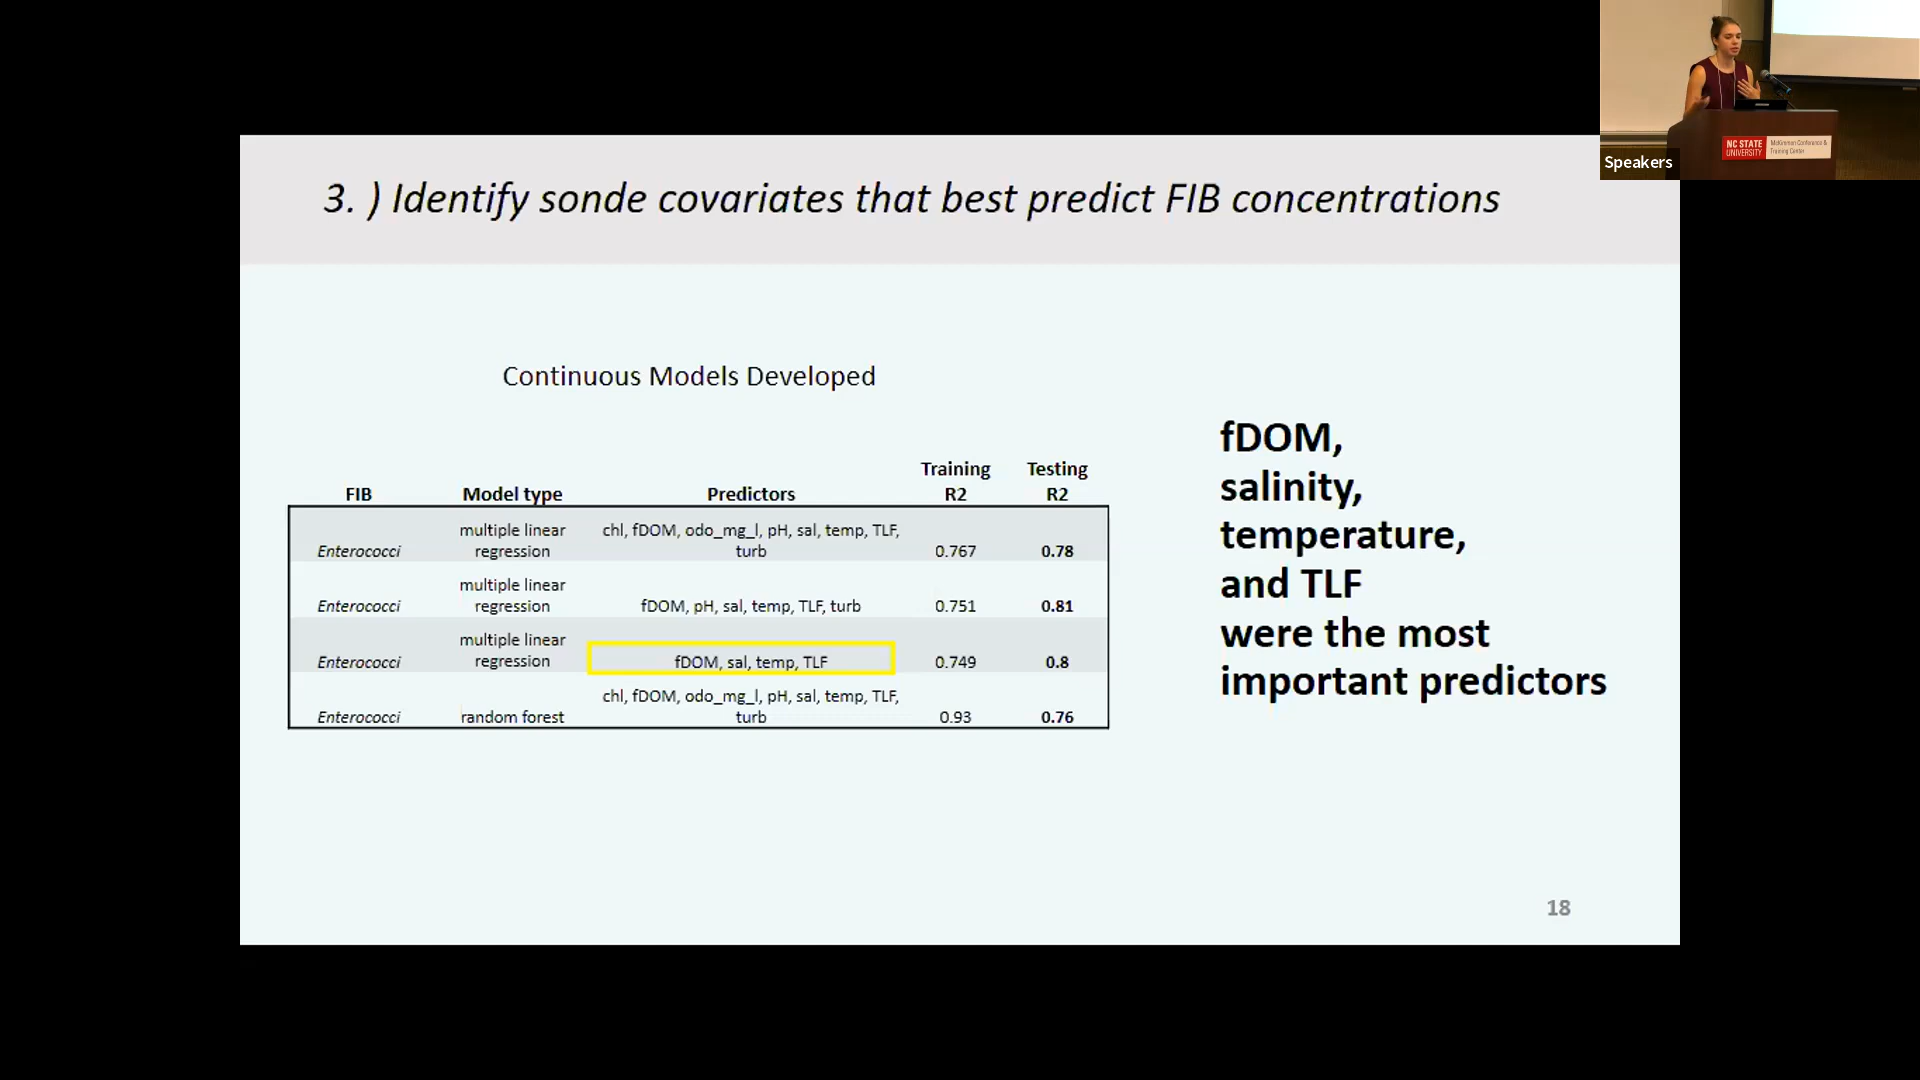 3. ) Identify sonde covariates that best predict FIB concentrations
Continuous Models Developed
FIB Model type Predictors Training R2 Testing R2
Enterococci multiple linear regression chl, fDOM, odo_mg_l, pH, sal, temp, TLF, turb 0.767 0.78
Enterococci multiple linear regression fDOM, pH, sal, temp, TLF, turb 0.751 0.81
Enterococci multiple linear regression fDOM, sal, temp, TLF 0.749 0.8
Enterococci random forest chl, fDOM, odo_mg_l, pH, sal, temp, TLF, turb 0.93 0.76
fDOM,
salinity,
temperature,
and TLF
were the most
important predictors
18
NC STATE
UNIVERSITY
McKimmon Conference &
Training Center
Speakers